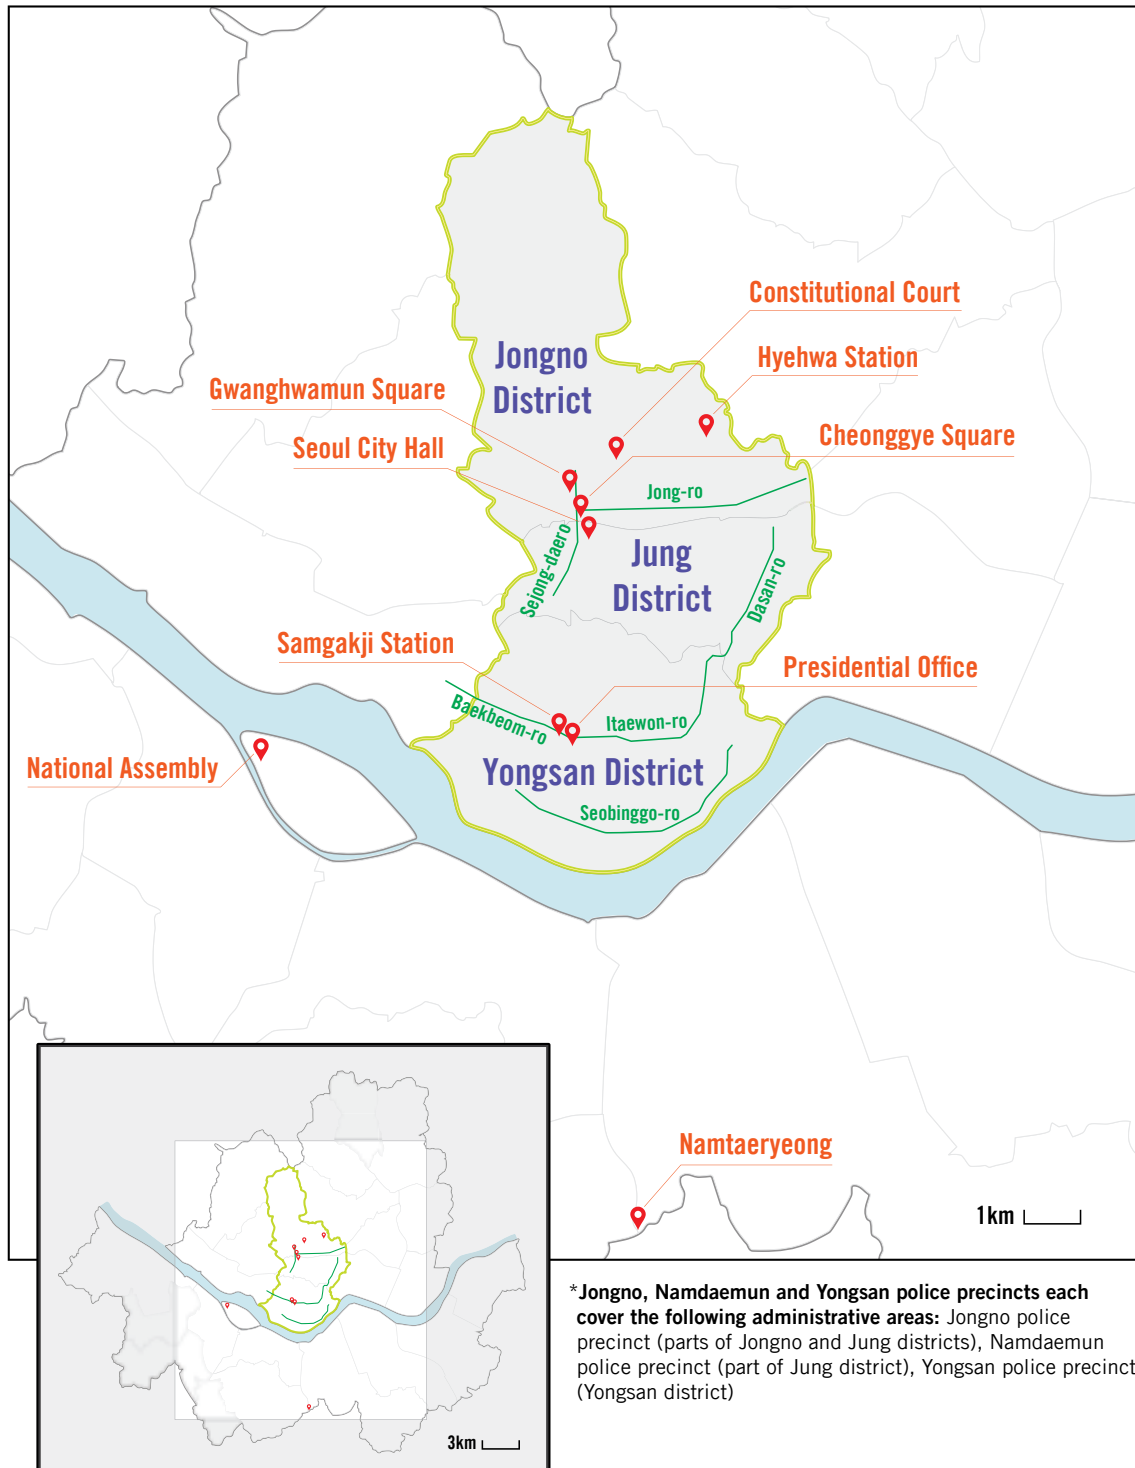 Constitutional Court
Hyehwa Station
Jongno
District
Gwanghwamun Square
Cheonggye Square
Seoul City Hall
Jong-ro
Sejong-daero
Jung
District
Dasan-ro
Samgakji Station
Presidential Office
Baekbeom-ro
Itaewon-ro
National Assembly
Yongsan District
Seobinggo-ro
Namtaeryeong
1km
3km
*Jongno, Namdaemun and Yongsan police precincts each
cover the following administrative areas: Jongno police
precinct (parts of Jongno and Jung districts), Namdaemun
police precinct (part of Jung district), Yongsan police precinct
(Yongsan district)